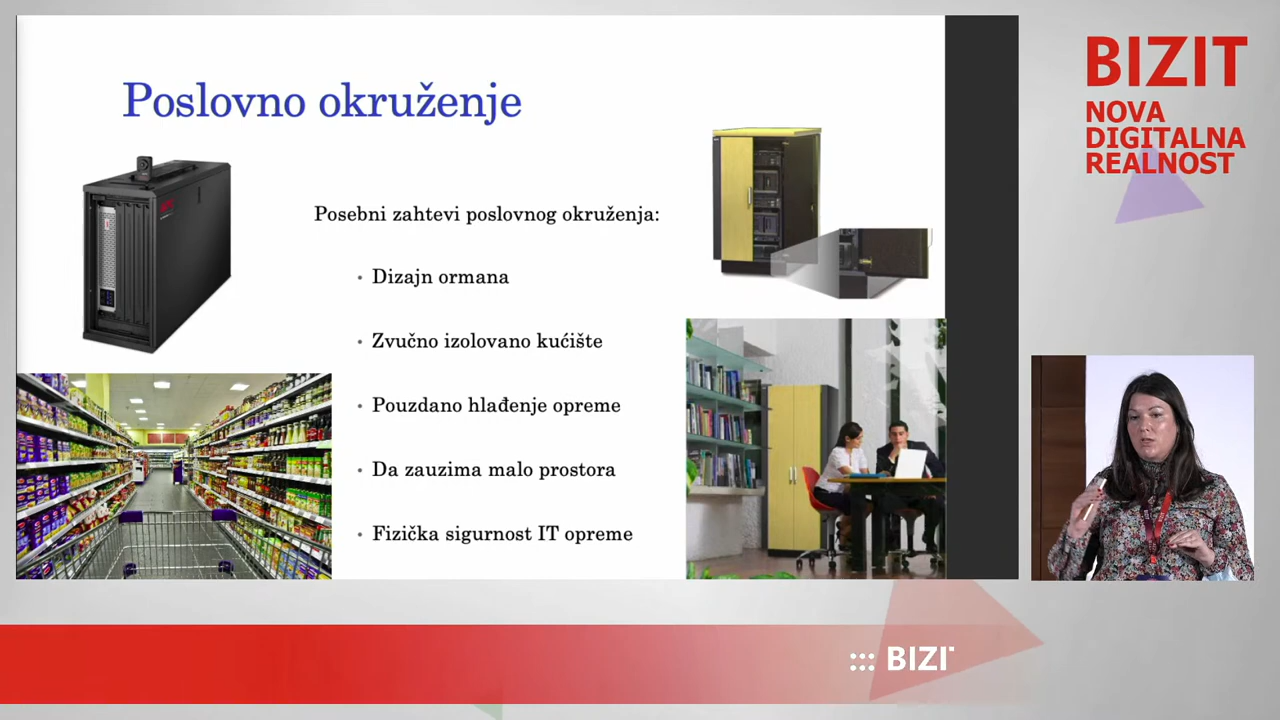 Poslovno okruženje
Posebni zahtevi poslovnog okruženja:
• Dizajn ormana
• Zvučno izolovano kućište
• Pouzdano hlađenje opreme
• Da zauzima malo prostora
• Fizička sigurnost IT opreme
BIZIT
NOVA
DIGITALNA
REALNOST
::: BIZI